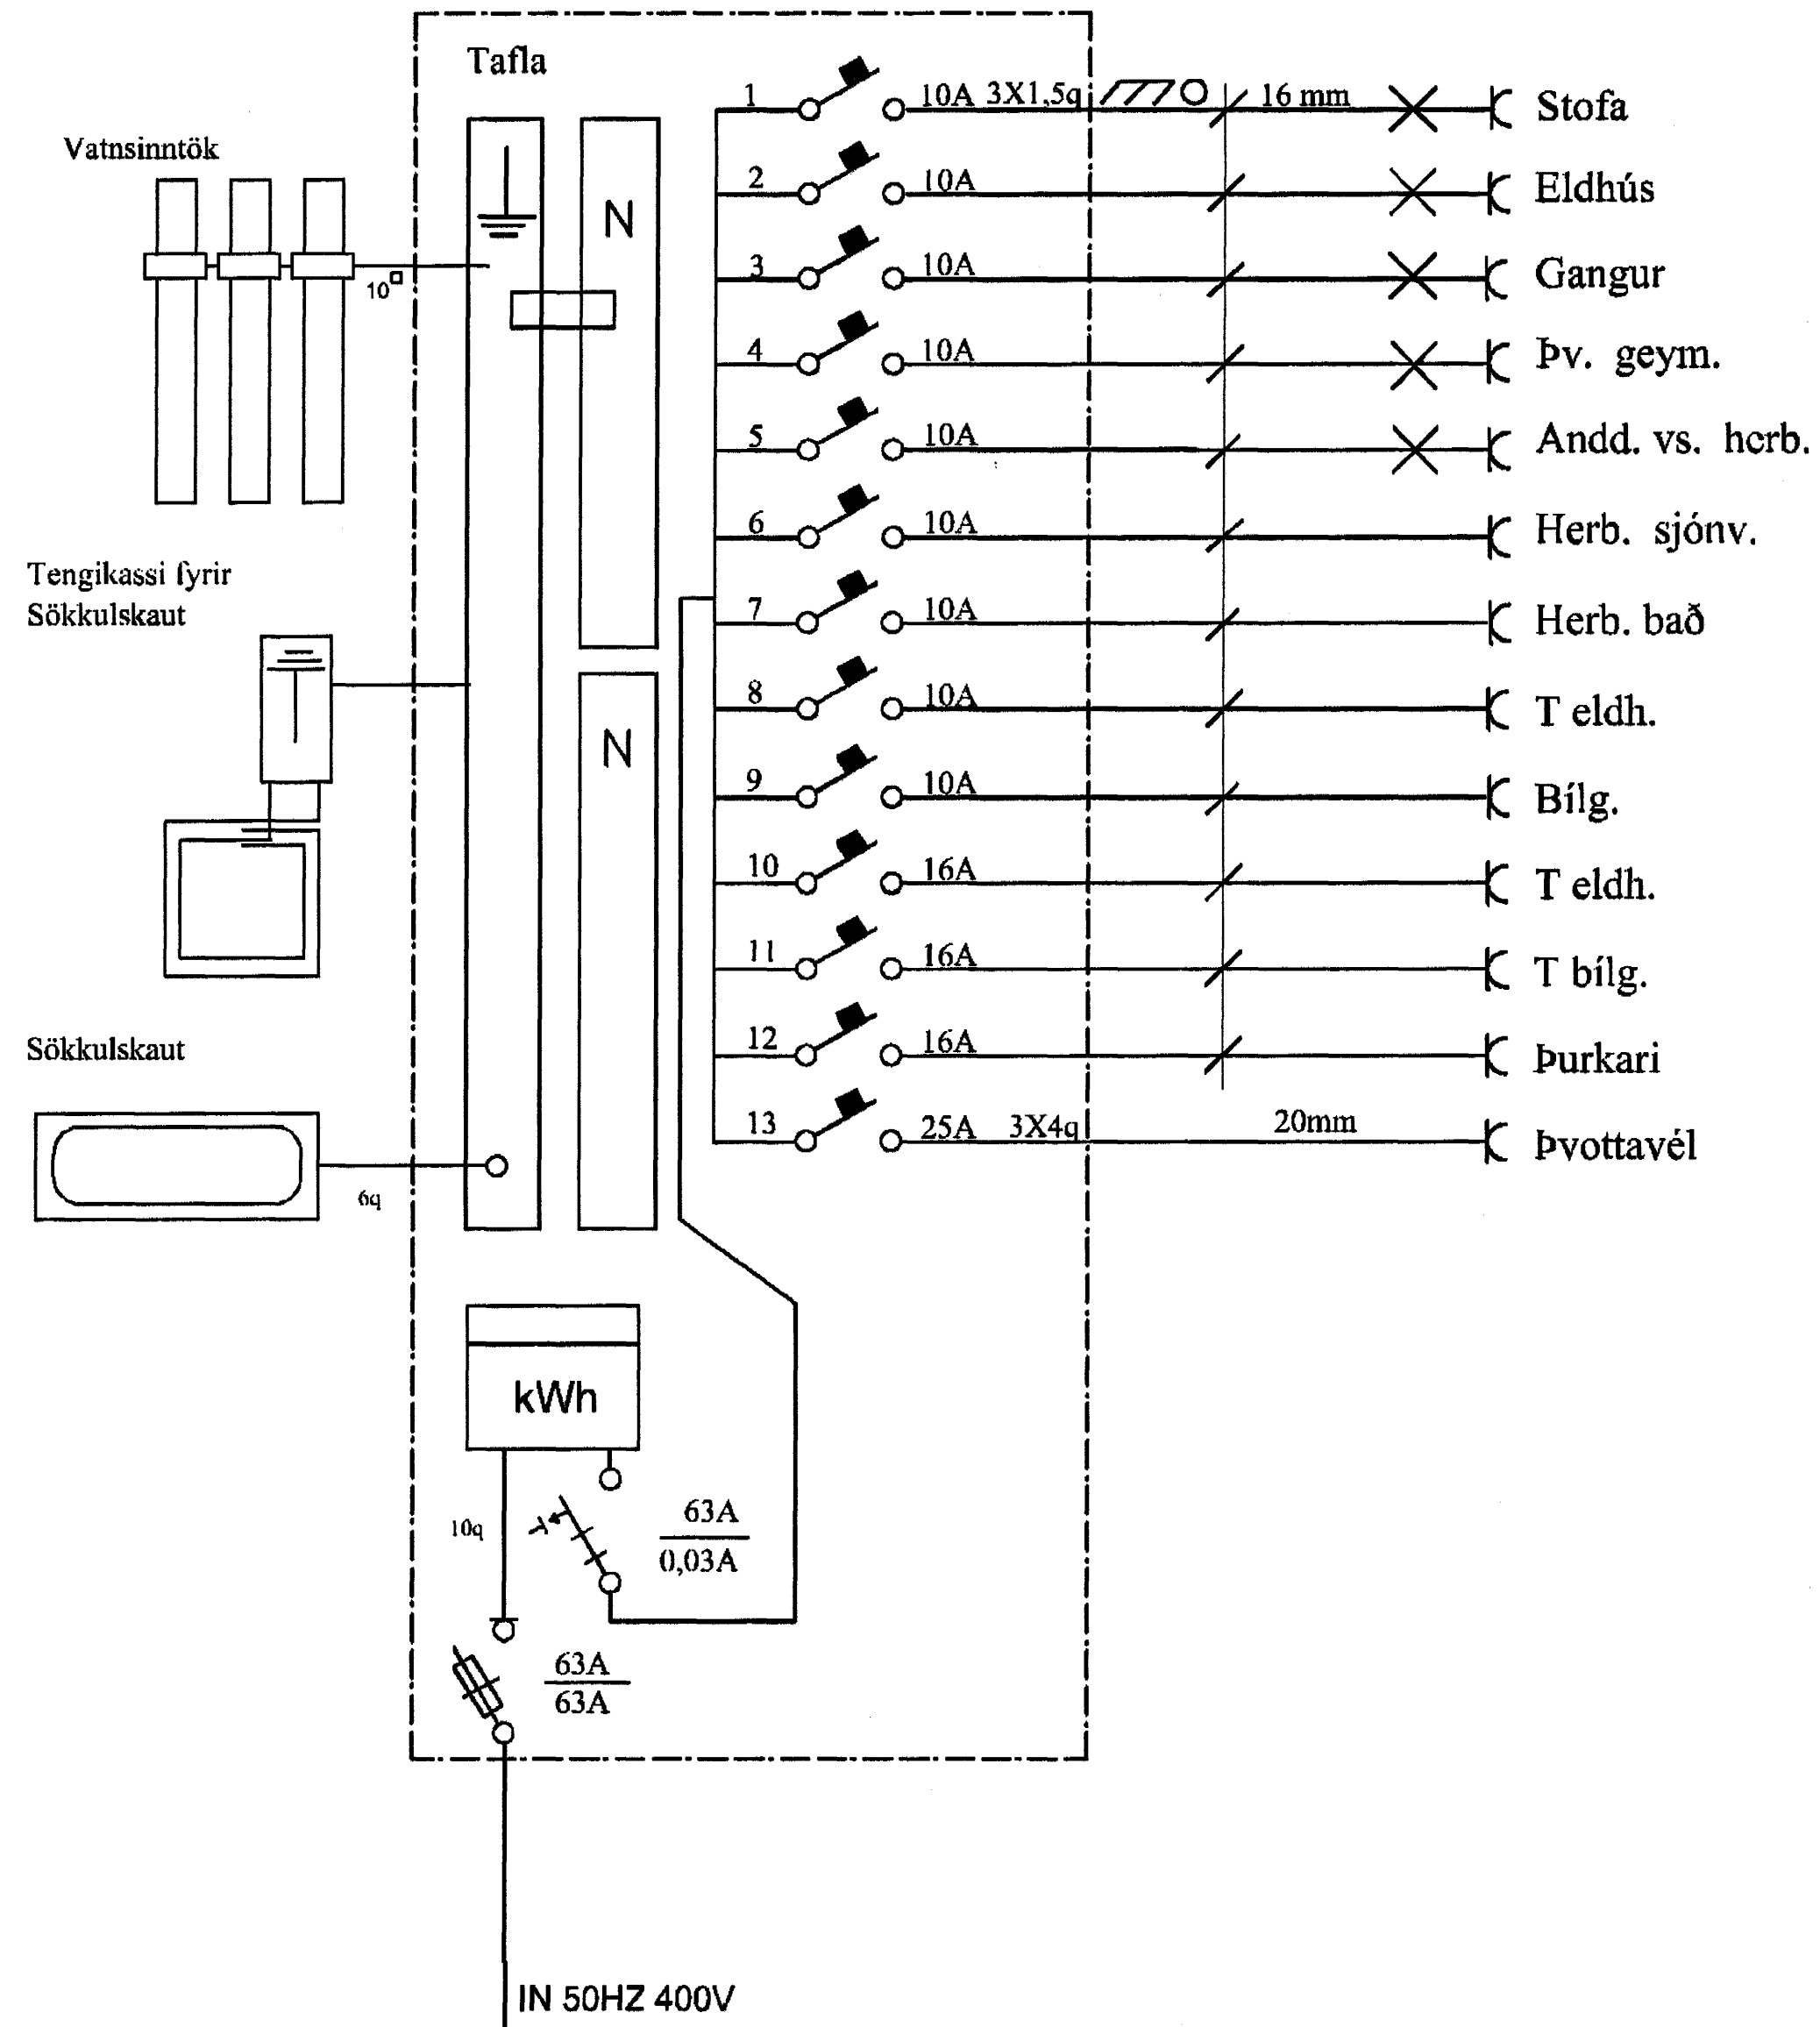 Tafla
Vatnsinntök
10
Tengikassi fyrir
Sökkulskaut
Sökkulskaut
6q
N
N
1 10A 3X1,5q 16 mm Stofa
2 10A Eldhús
3 10A Gangur
4 10A Þv. geym.
5 10A Andd. vs. herb.
6 10A Herb. sjónv.
7 10A Herb. bað
8 10A T eldh.
9 10A Bílg.
10 16A T eldh.
11 16A T bílg.
12 16A Þurkari
13 25A 3X4q 20mm Þvottavél
kWh
10q
63A
0,03A
63A
63A
IN 50HZ 400V